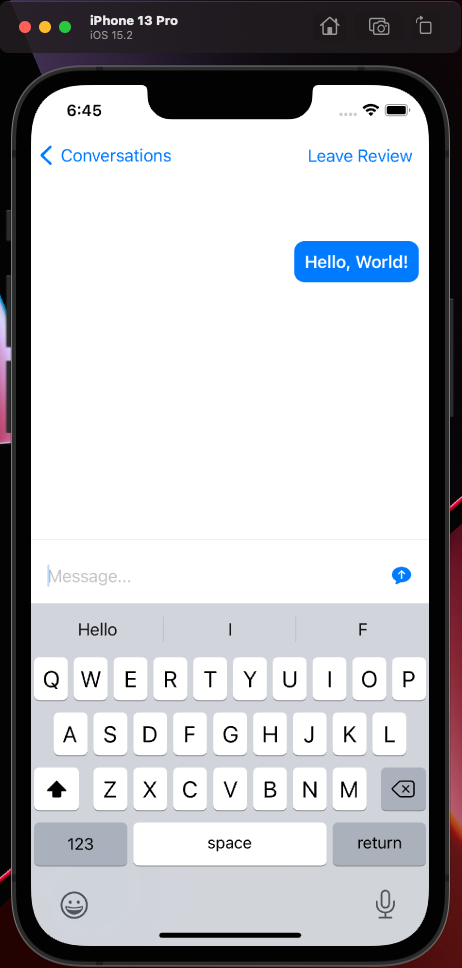 iPhone 13 Pro
iOS 15.2
6:45
Conversations Leave Review
Hello, World!
Message...
Hello I F
Q W E R T Y U I O P
A S D F G H J K L
Z X C V B N M
123 space return